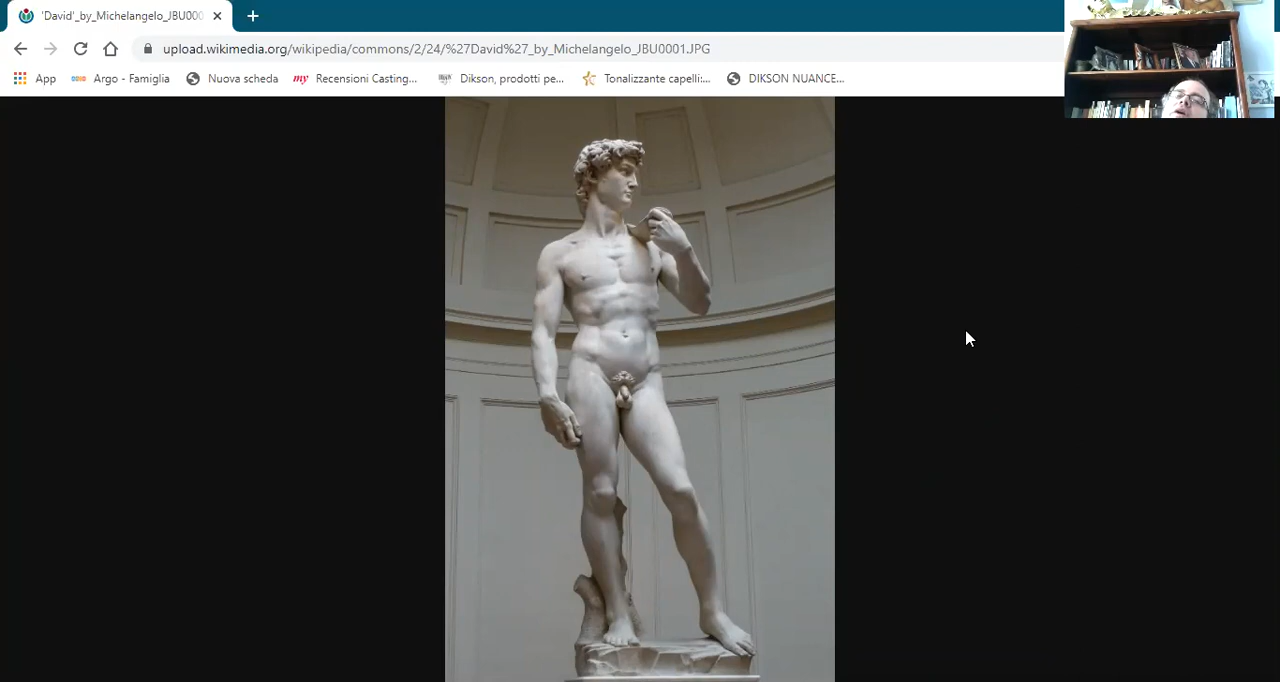 'David'_by_Michelangelo_JBU000
upload.wikimedia.org/wikipedia/commons/2/24/%27David%27_by_Michelangelo_JBU0001.JPG
App Argo - Famiglia Nuova scheda my Recensioni Casting... Dikson, prodotti pe... Tonalizzante capelli:... DIKSON NUANCE...